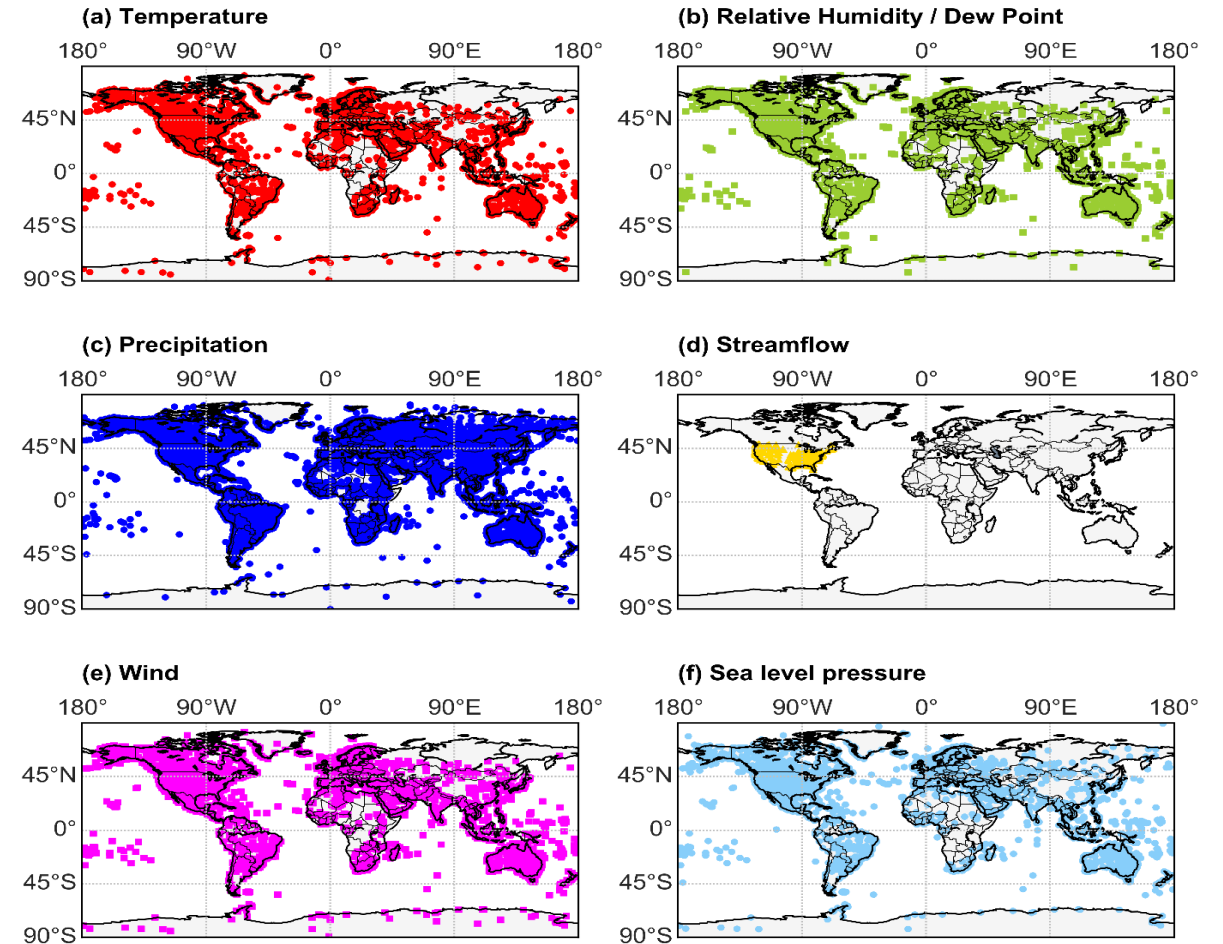 (a) Temperature
(b) Relative Humidity / Dew Point
180° 90°W 0° 90°E 180°
180° 90°W 0° 90°E 180°
45°N
45°N
0°
0°
45°S
45°S
90°S
90°S
(c) Precipitation
(d) Streamflow
180° 90°W 0° 90°E 180°
180° 90°W 0° 90°E 180°
45°N
45°N
0°
0°
45°S
45°S
90°S
90°S
(e) Wind
(f) Sea level pressure
180° 90°W 0° 90°E 180°
180° 90°W 0° 90°E 180°
45°N
45°N
0°
0°
45°S
45°S
90°S
90°S